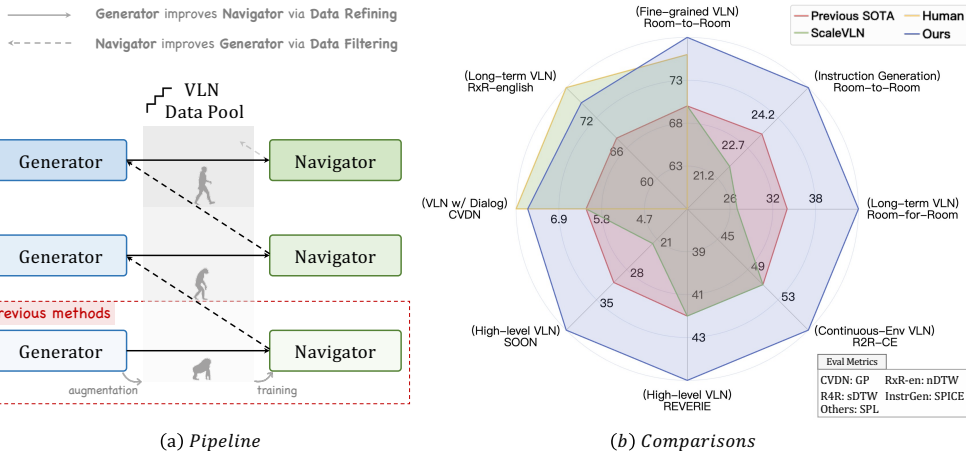 Generator improves Navigator via Data Refining
Navigator improves Generator via Data Filtering
VLN
Data Pool
Generator
Navigator
Generator
Navigator
revious methods
Generator
Navigator
augmentation
training
(a) Pipeline
Previous SOTA
Human
ScaleVLN
Ours
(Fine-grained VLN)
Room-to-Room
(Instruction Generation)
Room-to-Room
(Long-term VLN)
Room-for-Room
(Continuous-Env VLN)
R2R-CE
(High-level VLN)
REVERIE
(High-level VLN)
SOON
(VLN w/ Dialog)
CVDN
(Long-term VLN)
RxR-english
73
68
63
24.2
22.7
21.2
38
32
26
45
49
53
39
41
43
21
28
35
4.7
5.8
6.9
60
66
72
Eval Metrics
CVDN: GP RxR-en: nDTW
R4R: sDTW InstrGen: SPICE
Others: SPL
(b) Comparisons